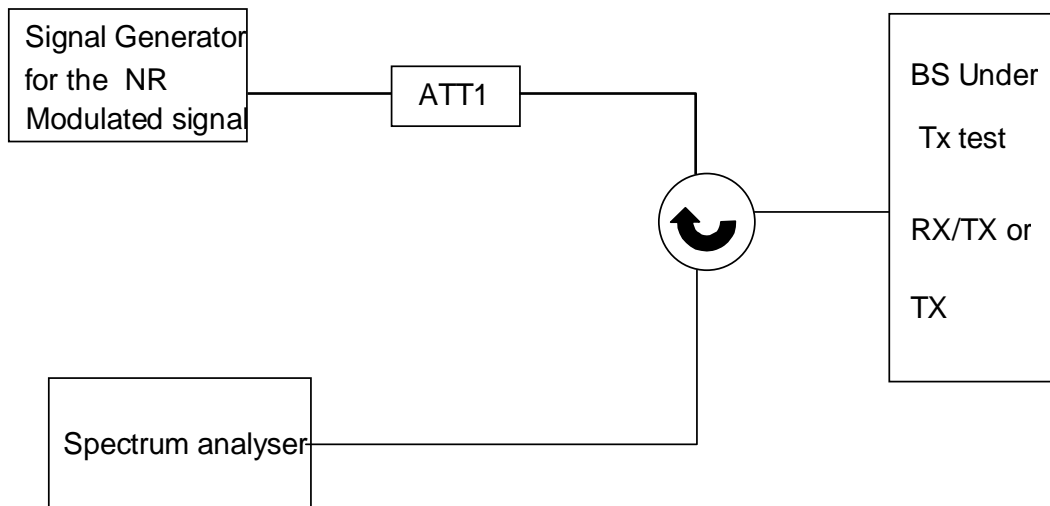 Signal Generator
for the NR
Modulated signal
ATT1
BS Under
Tx test
RX/TX or
TX
Spectrum analyser